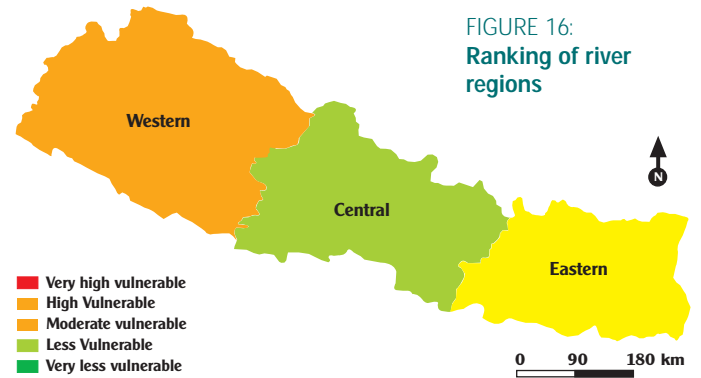 FIGURE 16:
Ranking of river
regions
Western
Central
Eastern
N
Very high vulnerable
High Vulnerable
Moderate vulnerable
Less Vulnerable
Very less vulnerable
0 90 180 km